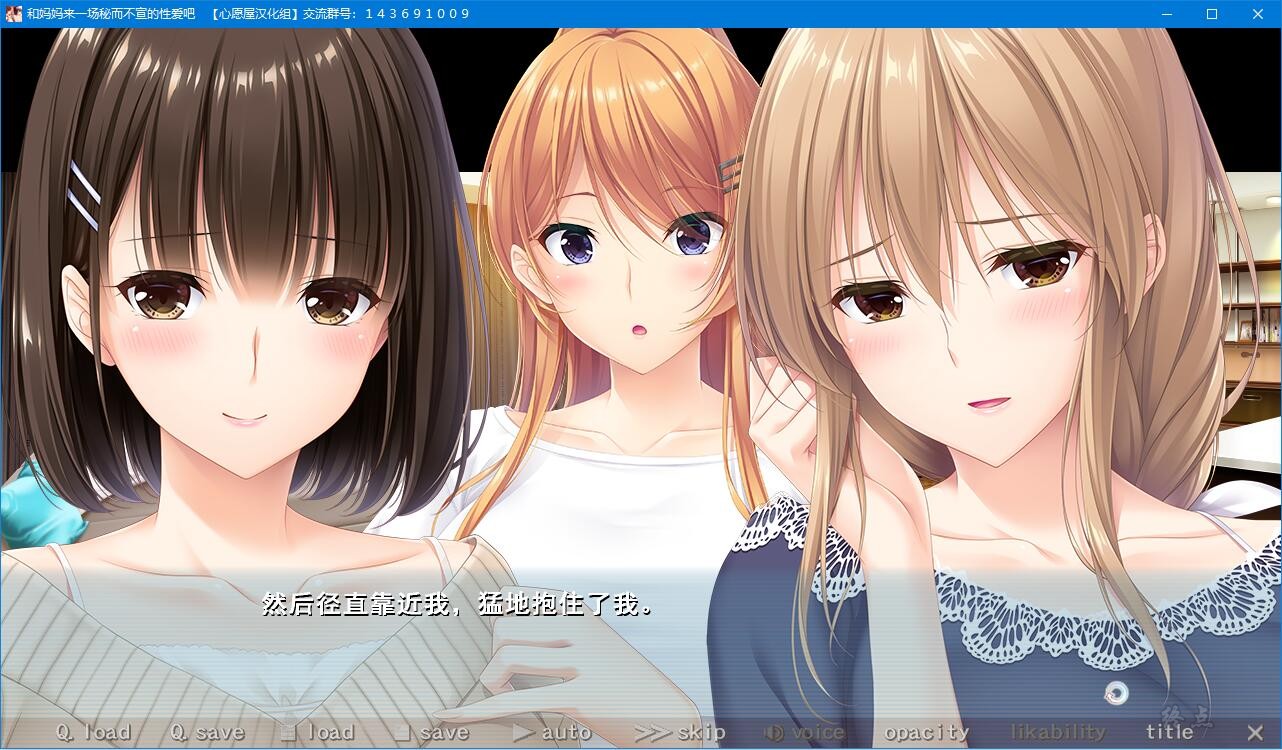 和妈妈来一场秘而不宣的性爱吧 【心愿屋汉化组】交流群号：１４３６９１００９
然后径直靠近我，猛地抱住了我。
终点
Q. load Q. save load save auto skip voice opacity likability title